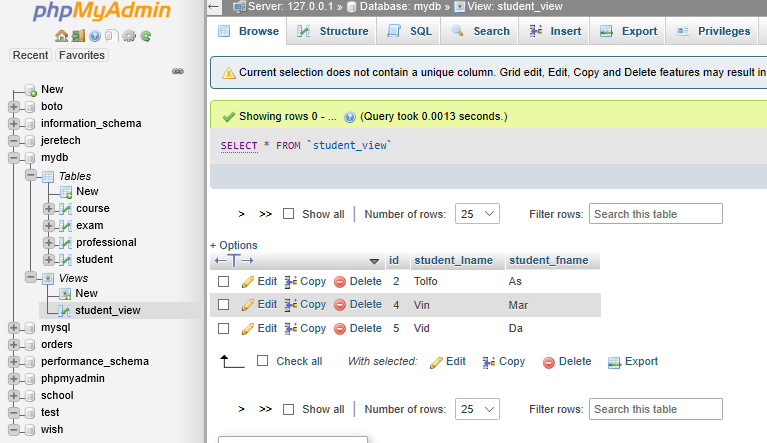 phpMyAdmin
Recent Favorites
New
boto
information_schema
jeretech
mydb
Tables
New
course
exam
professional
student
Views
New
student_view
mysql
orders
performance_schema
phpmyadmin
school
test
wish
Server: 127.0.0.1 » Database: mydb » View: student_view
Browse Structure SQL Search Insert Export Privileges
Current selection does not contain a unique column. Grid edit, Edit, Copy and Delete features may result in
Showing rows 0 - ... (Query took 0.0013 seconds.)
SELECT * FROM `student_view`
> >> Show all | Number of rows: 25 Filter rows: Search this table
+ Options
←T→ id student_lname student_fname
Edit Copy Delete 2 Tolfo As
Edit Copy Delete 4 Vin Mar
Edit Copy Delete 5 Vid Da
Check all With selected: Edit Copy Delete Export
> >> Show all | Number of rows: 25 Filter rows: Search this table